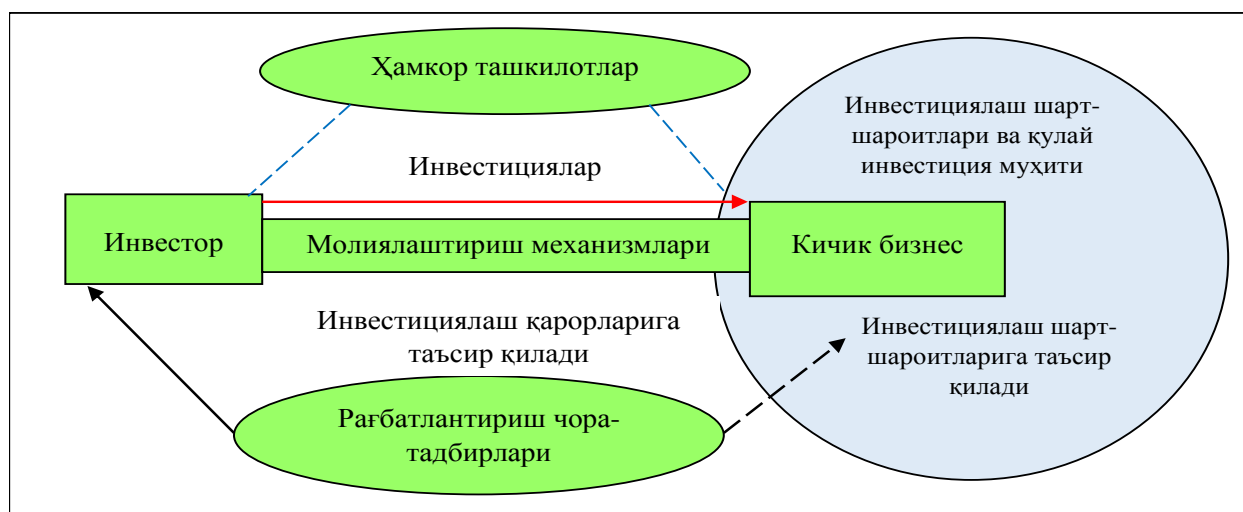 Ҳамкор ташкилотлар
Инвестициялаш шарт-
шароитлари ва қулай
инвестиция муҳити
Инвестициялар
Инвестор
Молиялаштириш механизмлари
Кичик бизнес
Инвестициялаш қарорларига
таъсир қилади
Инвестициялаш шарт-
шароитларига таъсир
қилади
Рағбатлантириш чора-
тадбирлари